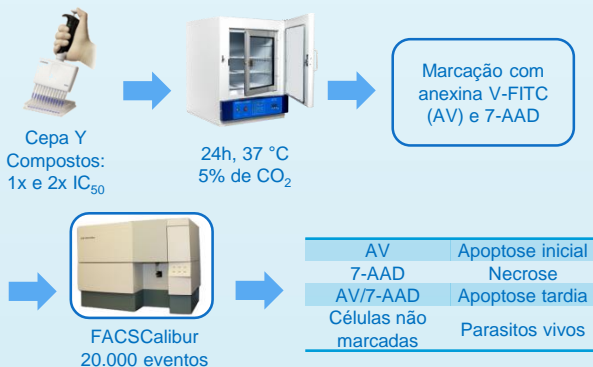 Cepa Y
Compostos:
1x e 2x IC50
24h, 37 °C
5% de CO2
Marcação com
anexina V-FITC
(AV) e 7-AAD
FACSCalibur
20.000 eventos
AV Apoptose inicial
7-AAD Necrose
AV/7-AAD Apoptose tardia
Células não
marcadas Parasitos vivos